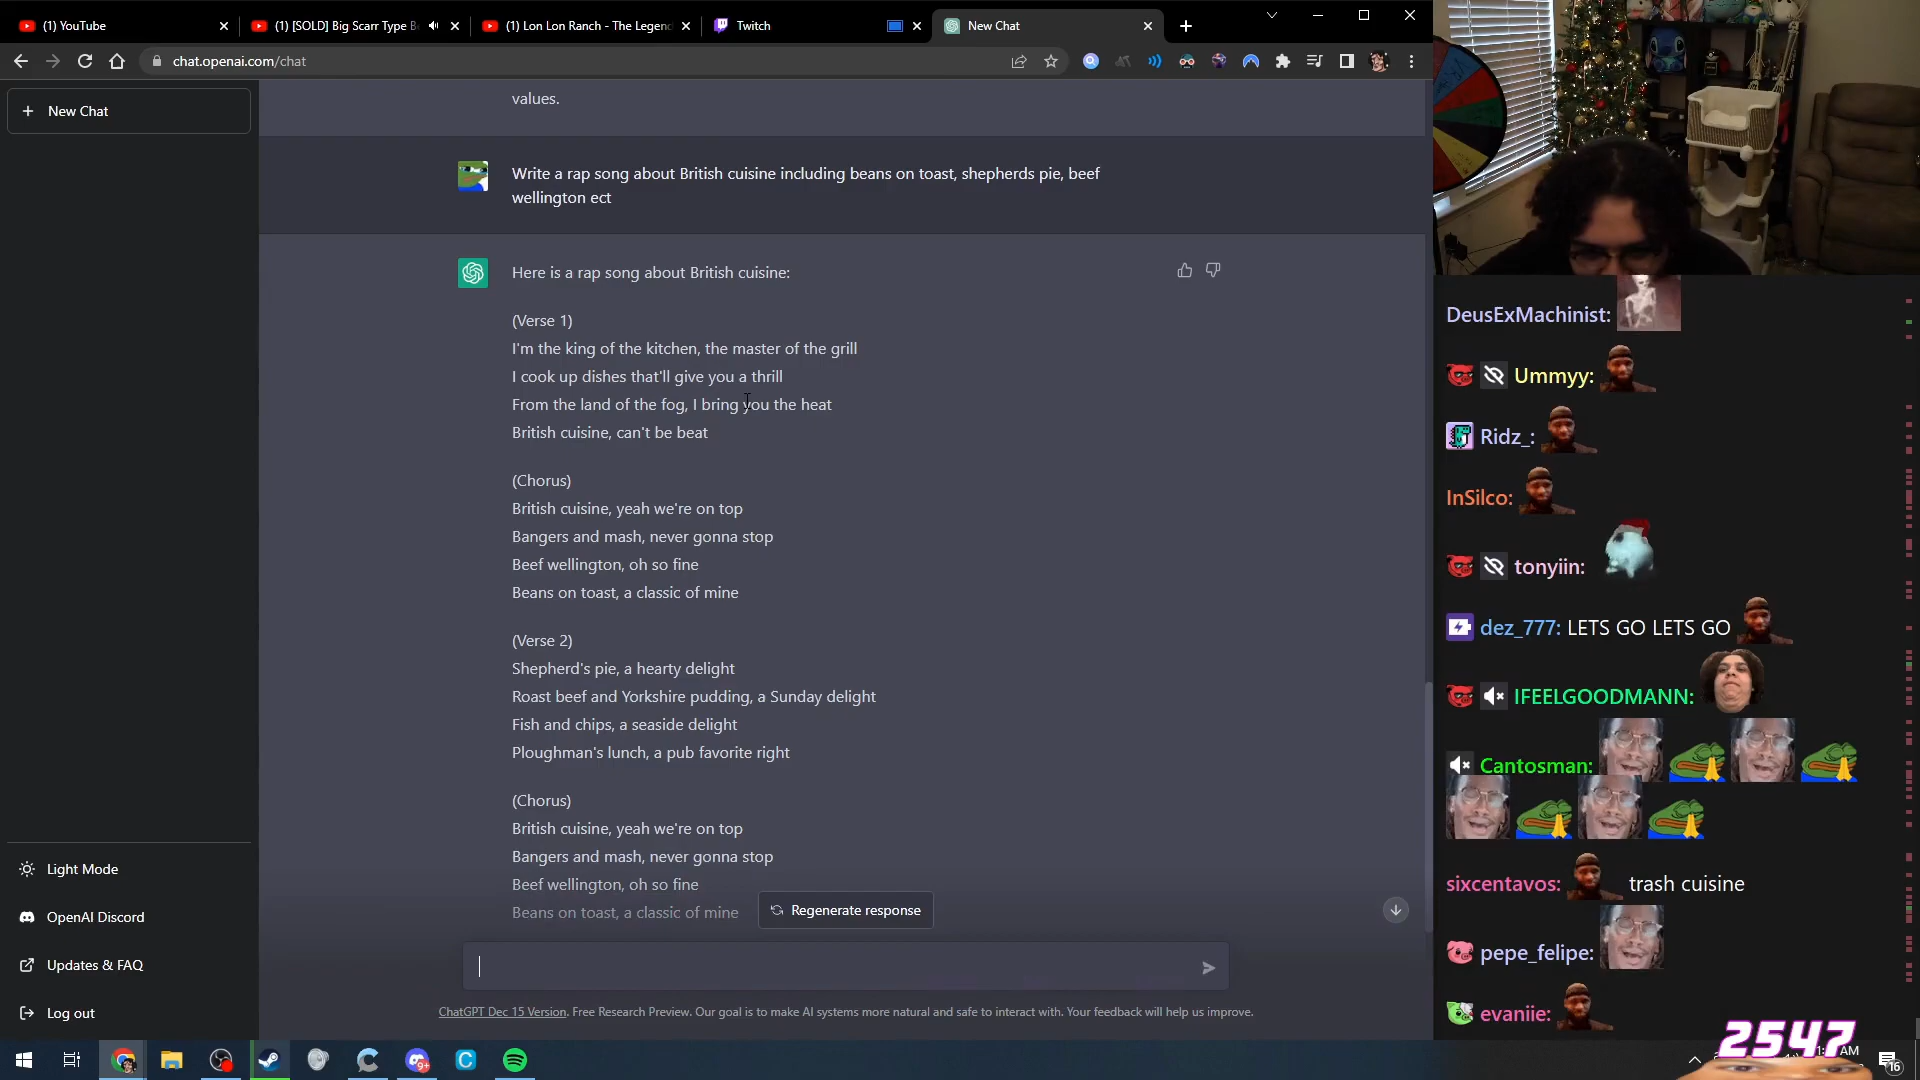 (1) YouTube
(1) [SOLD] Big Scarr Type B
(1) Lon Lon Ranch - The Legen
Twitch
New Chat
chat.openai.com/chat
New Chat
values.
Write a rap song about British cuisine including beans on toast, shepherds pie, beef
wellington ect
Here is a rap song about British cuisine:
(Verse 1)
I'm the king of the kitchen, the master of the grill
I cook up dishes that'll give you a thrill
From the land of the fog, I bring you the heat
British cuisine, can't be beat
(Chorus)
British cuisine, yeah we're on top
Bangers and mash, never gonna stop
Beef wellington, oh so fine
Beans on toast, a classic of mine
(Verse 2)
Shepherd's pie, a hearty delight
Roast beef and Yorkshire pudding, a Sunday delight
Fish and chips, a seaside delight
Ploughman's lunch, a pub favorite right
(Chorus)
British cuisine, yeah we're on top
Bangers and mash, never gonna stop
Beef wellington, oh so fine
Beans on toast, a classic of mine
Regenerate response
ChatGPT Dec 15 Version. Free Research Preview. Our goal is to make AI systems more natural and safe to interact with. Your feedback will help us improve.
Light Mode
OpenAI Discord
Updates & FAQ
Log out
DeusExMachinist:
Ummyy:
Ridz_:
InSilco:
tonyiin:
dez_777: LETS GO LETS GO
IFEELGOODMANN:
Cantosman:
sixcentavos: trash cuisine
pepe_felipe:
evaniie:
2547
AM
9+
16